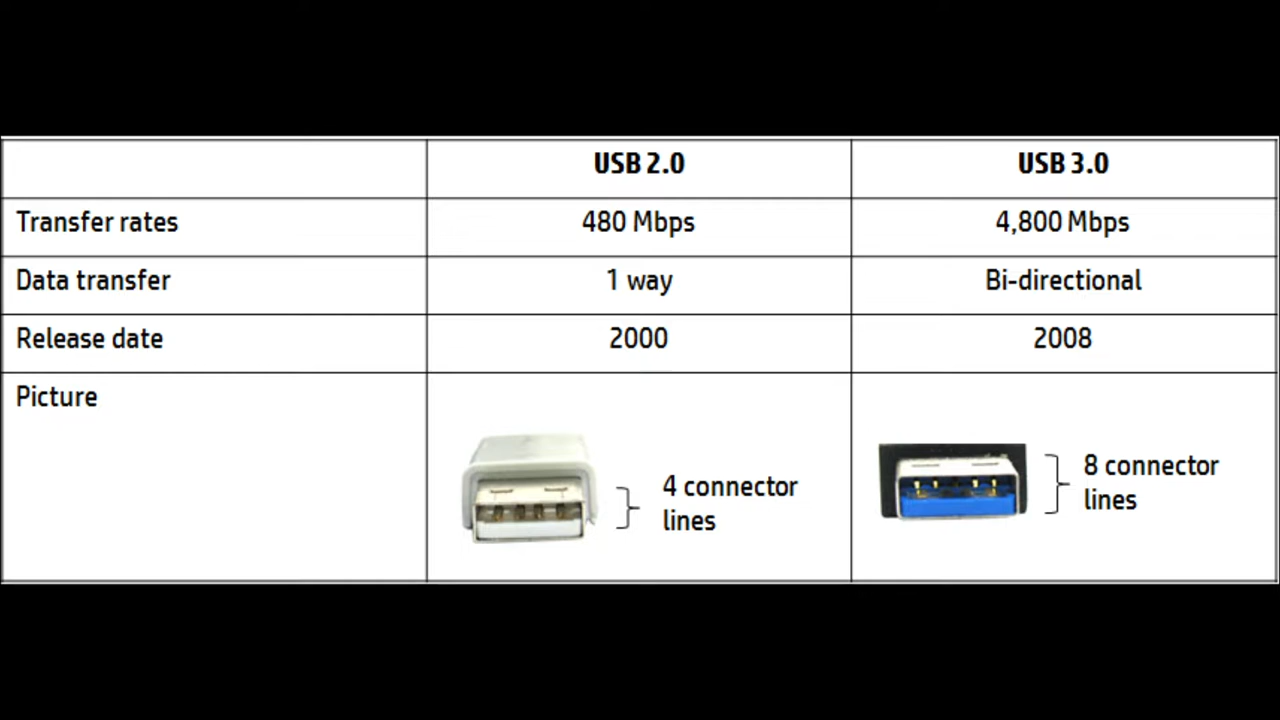 USB 2.0 USB 3.0
Transfer rates 480 Mbps 4,800 Mbps
Data transfer 1 way Bi-directional
Release date 2000 2008
Picture
4 connector
lines
8 connector
lines